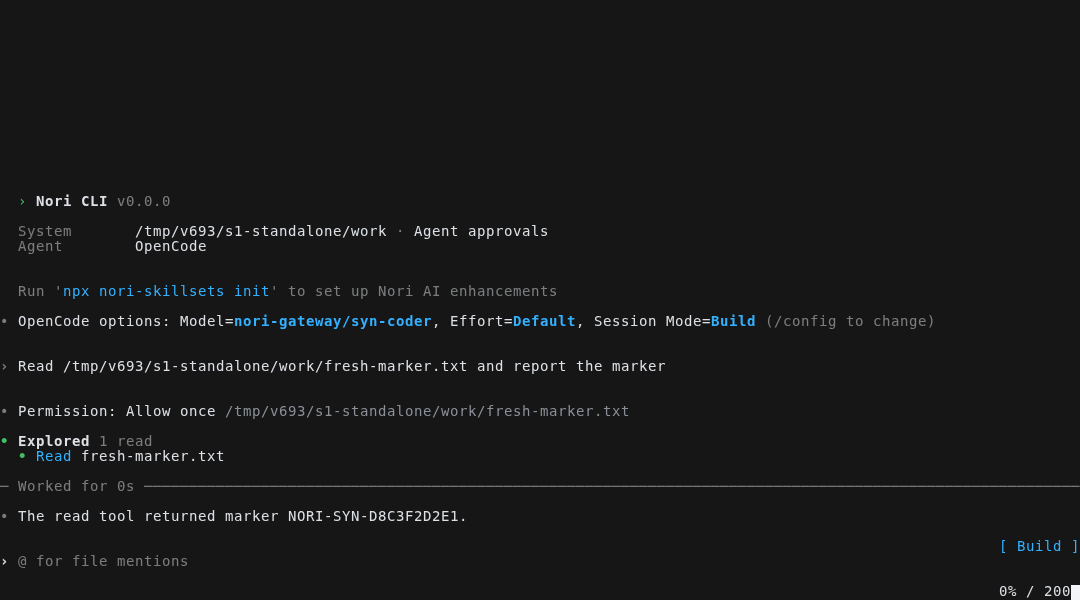 › Nori CLI v0.0.0
System /tmp/v693/s1-standalone/work · Agent approvals
Agent OpenCode
Run 'npx nori-skillsets init' to set up Nori AI enhancements
• OpenCode options: Model=nori-gateway/syn-coder, Effort=Default, Session Mode=Build (/config to change)
› Read /tmp/v693/s1-standalone/work/fresh-marker.txt and report the marker
• Permission: Allow once /tmp/v693/s1-standalone/work/fresh-marker.txt
• Explored 1 read
• Read fresh-marker.txt
─ Worked for 0s ─
• The read tool returned marker NORI-SYN-D8C3F2D2E1.
[ Build ]
› @ for file mentions
0% / 200